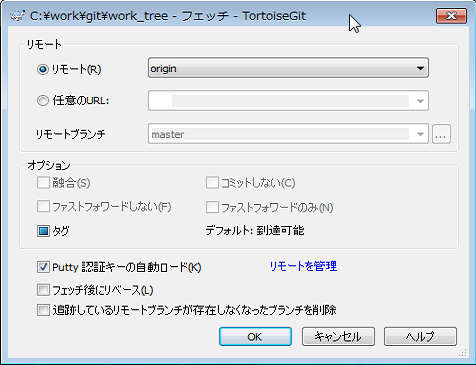 C:¥work¥git¥work_tree - フェッチ - TortoiseGit
リモート
リモート(R)
origin
任意のURL:
リモートブランチ
master
...
オプション
融合(S)
コミットしない(C)
ファストフォワードしない(F)
ファストフォワードのみ(N)
タグ
デフォルト: 到達可能
Putty 認証キーの自動ロード(K)
リモートを管理
フェッチ後にリベース(L)
追跡しているリモートブランチが存在しなくなったブランチを削除
OK
キャンセル
ヘルプ